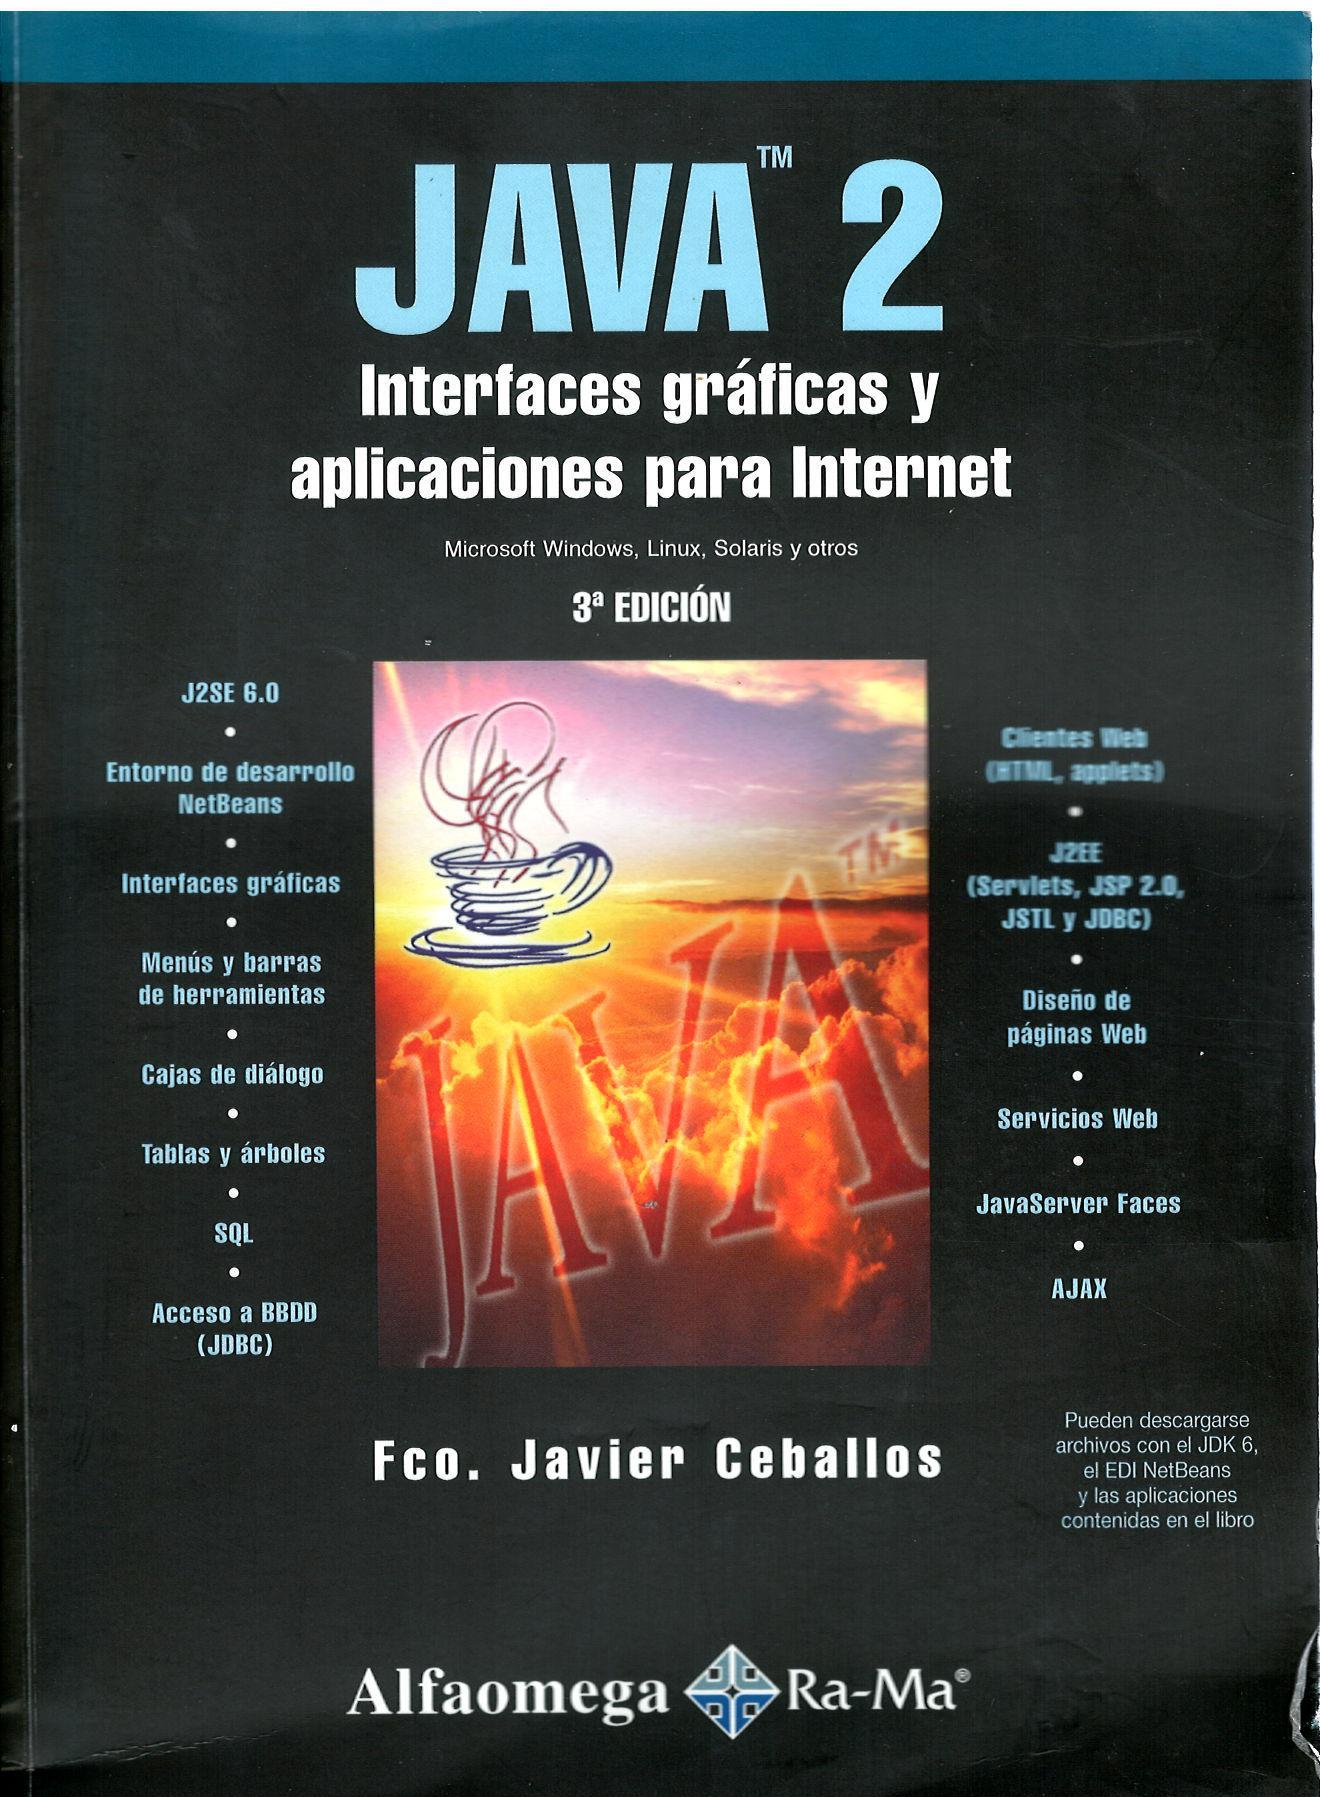 JAVA™ 2
Interfaces gráficas y
aplicaciones para Internet
Microsoft Windows, Linux, Solaris y otros
3ª EDICIÓN
J2SE 6.0
Entorno de desarrollo
NetBeans
Interfaces gráficas
Menús y barras
de herramientas
Cajas de diálogo
Tablas y árboles
SQL
Acceso a BBDD
(JDBC)
JAVA™
Clientes Web
(HTML, applets)
J2EE
(Servlets, JSP 2.0,
JSTL y JDBC)
Diseño de
páginas Web
Servicios Web
JavaServer Faces
AJAX
Fco. Javier Ceballos
Pueden descargarse
archivos con el JDK 6,
el EDI NetBeans
y las aplicaciones
contenidas en el libro
Alfaomega Ra-Ma®